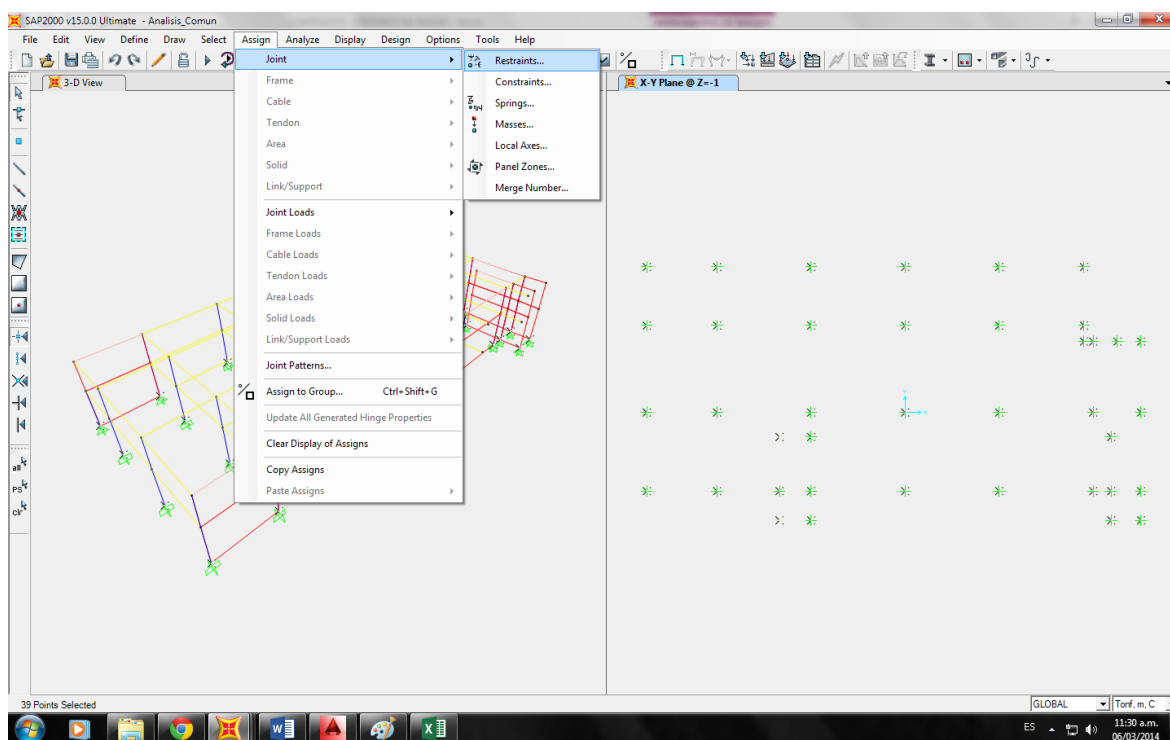 SAP2000 v15.0.0 Ultimate - Analisis_Comun
File Edit View Define Draw Select Assign Analyze Display Design Options Tools Help
3-D View
X-Y Plane @ Z=-1
Joint
Frame
Cable
Tendon
Area
Solid
Link/Support
Joint Loads
Frame Loads
Cable Loads
Tendon Loads
Area Loads
Solid Loads
Link/Support Loads
Joint Patterns...
Assign to Group... Ctrl+Shift+G
Update All Generated Hinge Properties
Clear Display of Assigns
Copy Assigns
Paste Assigns
Restraints...
Constraints...
Springs...
Masses...
Local Axes...
Panel Zones...
Merge Number...
all
PS
clr
39 Points Selected
GLOBAL
Tonf, m, C
ES
11:30 a.m.
06/03/2014